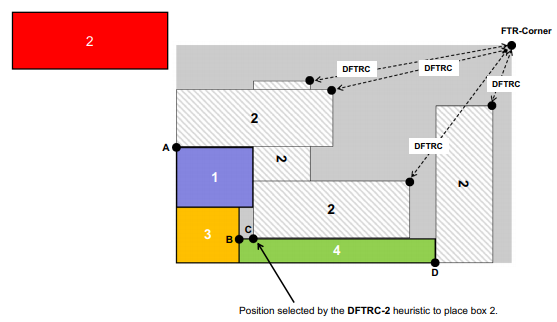 FTR-Corner
2
DFTRC
DFTRC
DFTRC
2
A
DFTRC
2
1
2
2
3
B
C
4
D
Position selected by the DFTRC-2 heuristic to place box 2.